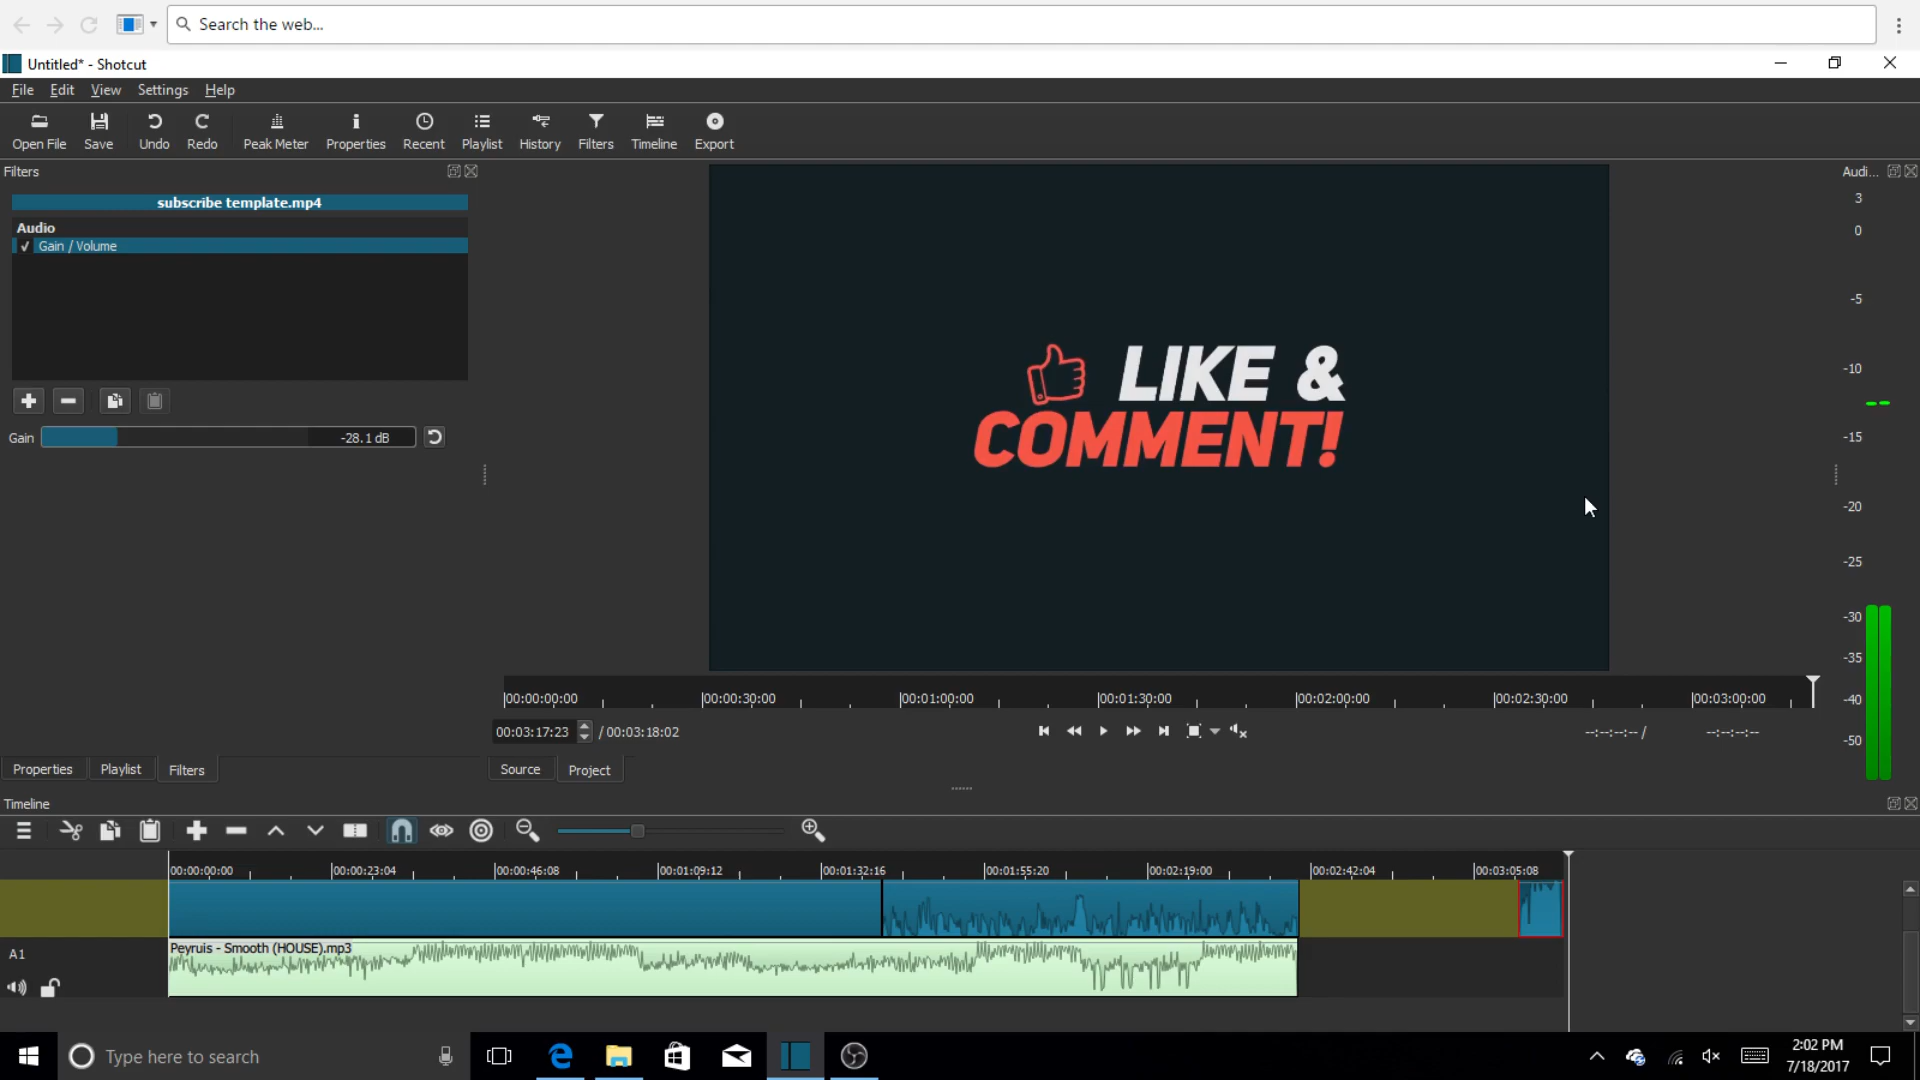 Search the web...
Untitled* - Shotcut
File Edit View Settings Help
Open File Save Undo Redo Peak Meter Properties Recent Playlist History Filters Timeline Export
Filters
Audi...
subscribe template.mp4
Audio
Gain / Volume
Gain -28.1 dB
LIKE &
COMMENT!
3
0
-5
-10
-15
-20
-25
-30
-35
-40
-50
00:00:00:00 00:00:30:00 00:01:00:00 00:01:30:00 00:02:00:00 00:02:30:00 00:03:00:00
00:03:17:23 / 00:03:18:02 --:--:--:-- / --:--:--:--
Properties Playlist Filters Source Project
Timeline
00:00:00:00 00:00:23:04 00:00:46:08 00:01:09:12 00:01:32:16 00:01:55:20 00:02:19:00 00:02:42:04 00:03:05:08
A1
Peyruis - Smooth (HOUSE).mp3
Type here to search
2:02 PM
7/18/2017